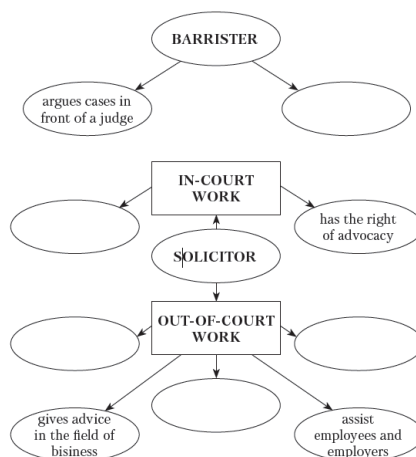 BARRISTER
argues cases in
front of a judge
IN-COURT
WORK
has the right
of advocacy
SOLICITOR
OUT-OF-COURT
WORK
gives advice
in the field of
bisiness
assist
employees and
employers